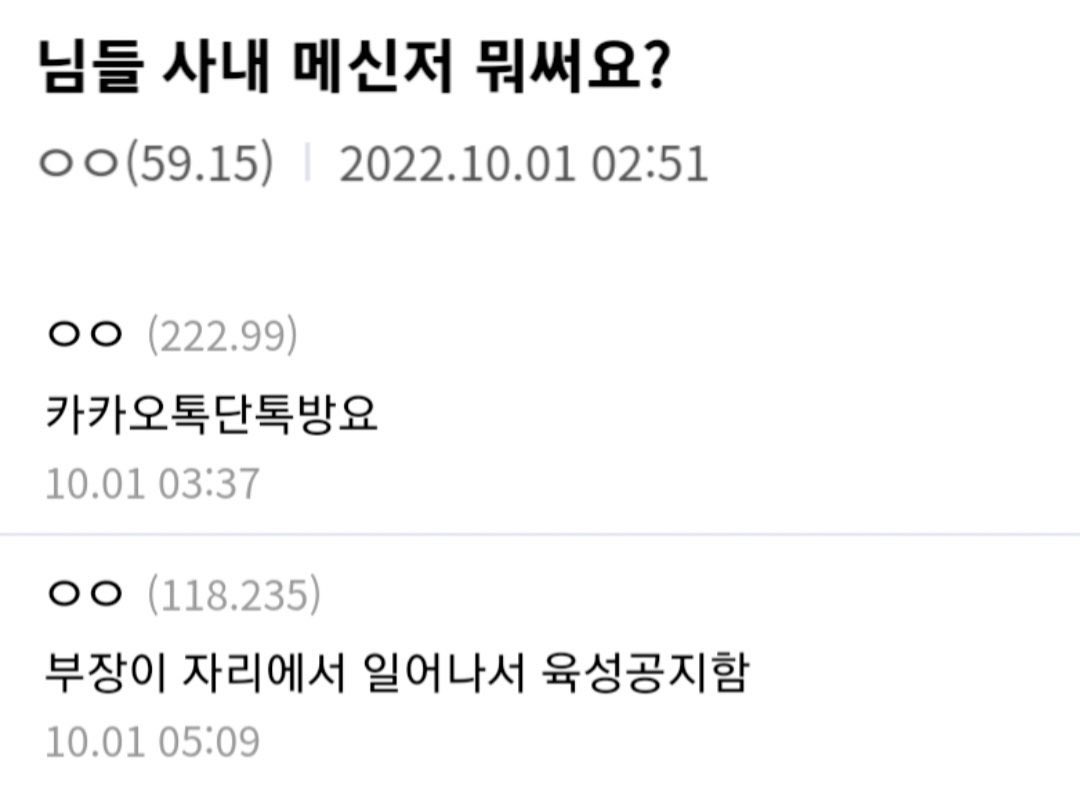 님들 사내 메신저 뭐써요?
ㅇㅇ(59.15) | 2022.10.01 02:51
ㅇㅇ (222.99)
카카오톡단톡방요
10.01 03:37
ㅇㅇ (118.235)
부장이 자리에서 일어나서 육성공지함
10.01 05:09